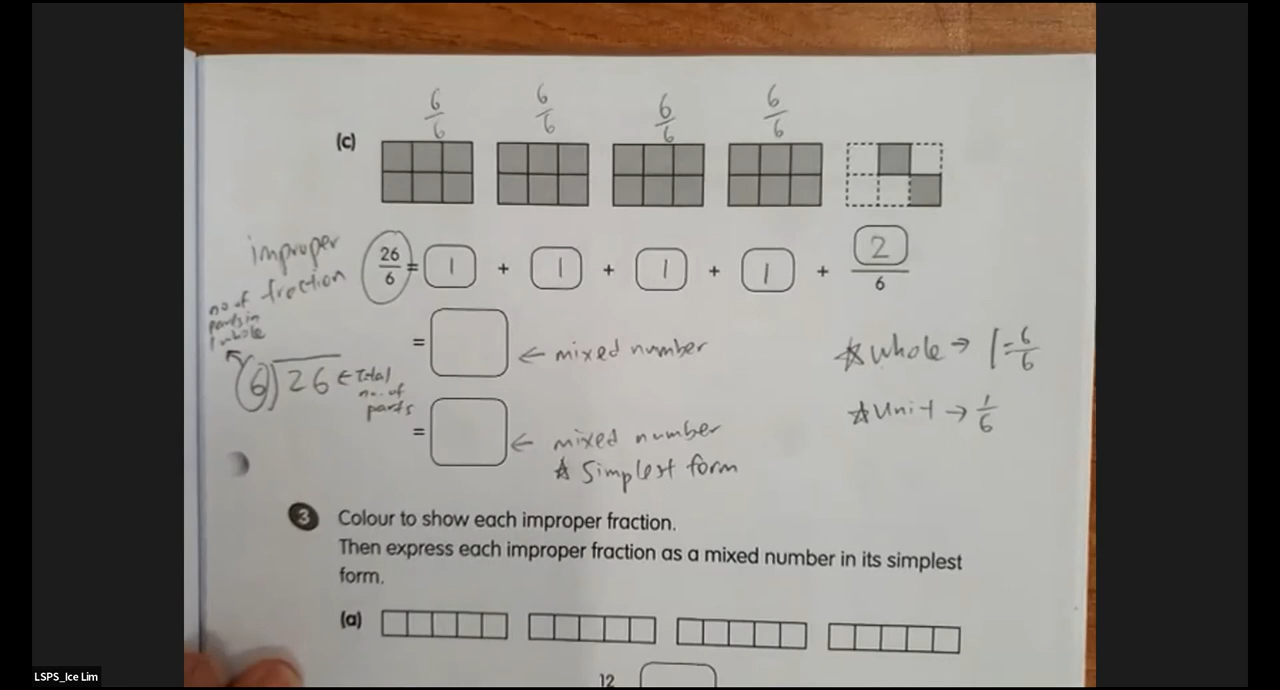 6/6 6/6 6/6 6/6
(c)
improper
fraction
26/6 = 1 + 1 + 1 + 1 + 2/6
no. of
parts in
1 whole
= ← mixed number
☆ whole → 1 = 6/6
6)26 ← Total
no. of
parts
☆ Unit → 1/6
= ← mixed number
☆ Simplest form
3 Colour to show each improper fraction.
Then express each improper fraction as a mixed number in its simplest
form.
(a)
12
LSPS_Ice Lim